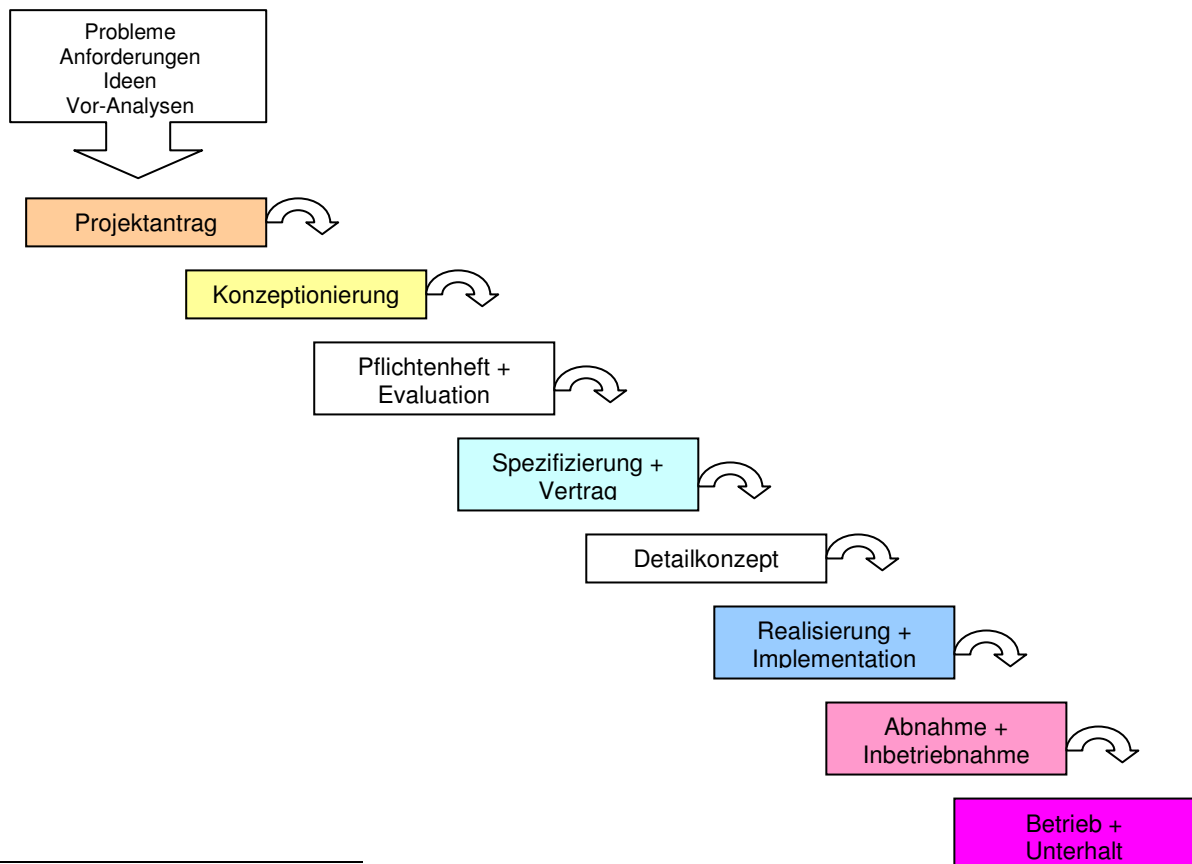 Probleme
Anforderungen
Ideen
Vor-Analysen
Projektantrag
Konzeptionierung
Pflichtenheft +
Evaluation
Spezifizierung +
Vertrag
Detailkonzept
Realisierung +
Implementation
Abnahme +
Inbetriebnahme
Betrieb +
Unterhalt